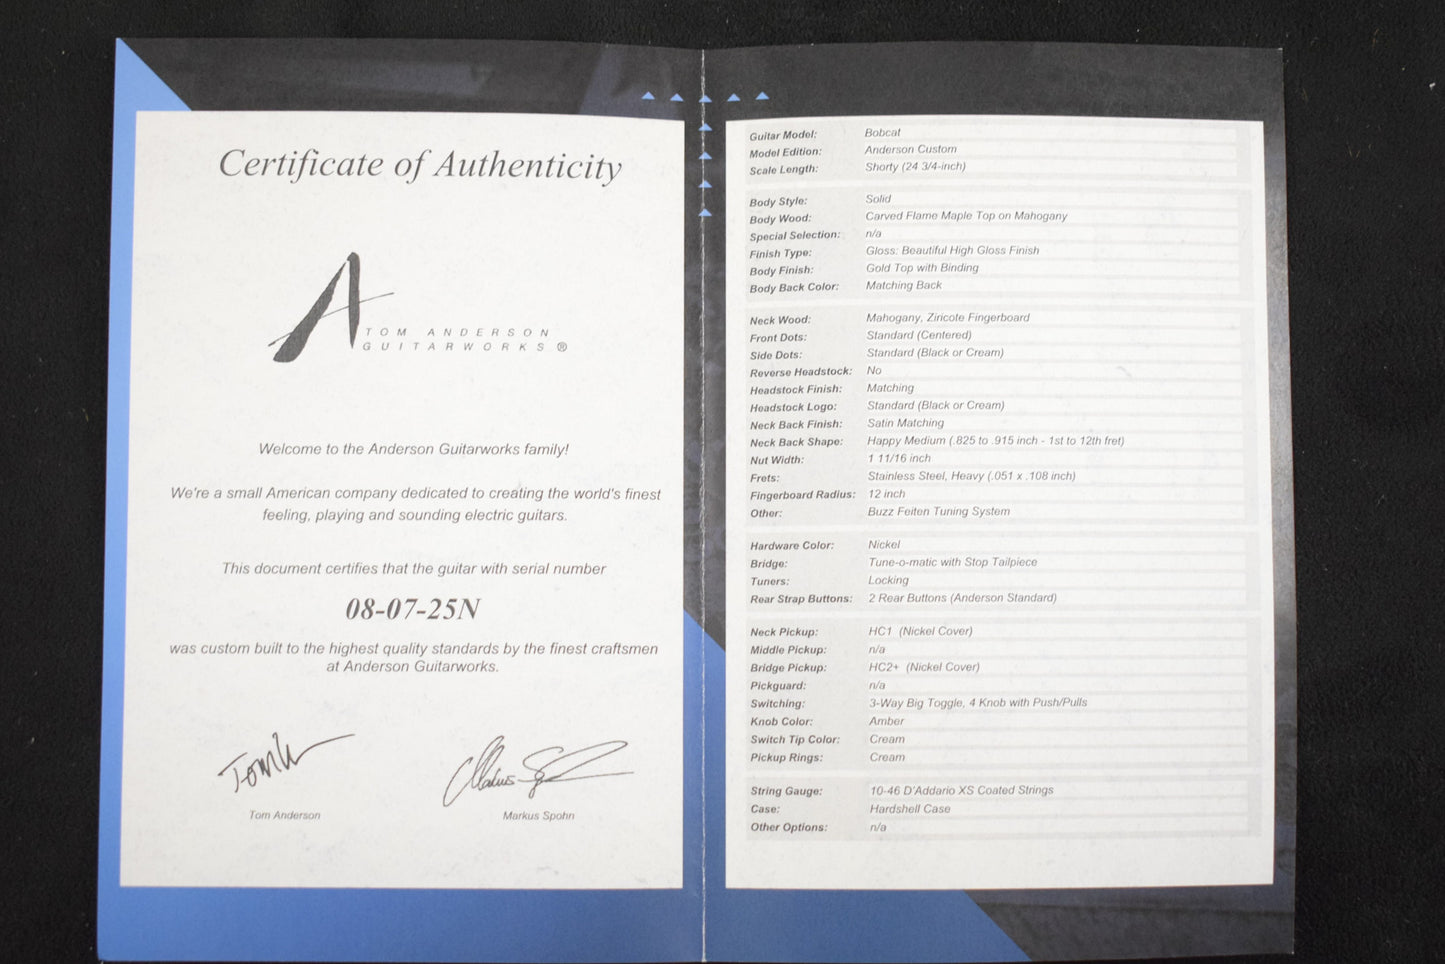 Certificate of Authenticity
TOM ANDERSON
GUITARWORKS®
Welcome to the Anderson Guitarworks family!
We're a small American company dedicated to creating the world's finest
feeling, playing and sounding electric guitars.
This document certifies that the guitar with serial number
08-07-25N
was custom built to the highest quality standards by the finest craftsmen
at Anderson Guitarworks.
Tom Anderson
Markus Spohn
Guitar Model: Bobcat
Model Edition: Anderson Custom
Scale Length: Shorty (24 3/4-inch)
Body Style: Solid
Body Wood: Carved Flame Maple Top on Mahogany
Special Selection: n/a
Finish Type: Gloss: Beautiful High Gloss Finish
Body Finish: Gold Top with Binding
Body Back Color: Matching Back
Neck Wood: Mahogany, Ziricote Fingerboard
Front Dots: Standard (Centered)
Side Dots: Standard (Black or Cream)
Reverse Headstock: No
Headstock Finish: Matching
Headstock Logo: Standard (Black or Cream)
Neck Back Finish: Satin Matching
Neck Back Shape: Happy Medium (.825 to .915 inch - 1st to 12th fret)
Nut Width: 1 11/16 inch
Frets: Stainless Steel, Heavy (.051 x .108 inch)
Fingerboard Radius: 12 inch
Other: Buzz Feiten Tuning System
Hardware Color: Nickel
Bridge: Tune-o-matic with Stop Tailpiece
Tuners: Locking
Rear Strap Buttons: 2 Rear Buttons (Anderson Standard)
Neck Pickup: HC1 (Nickel Cover)
Middle Pickup: n/a
Bridge Pickup: HC2+ (Nickel Cover)
Pickguard: n/a
Switching: 3-Way Big Toggle, 4 Knob with Push/Pulls
Knob Color: Amber
Switch Tip Color: Cream
Pickup Rings: Cream
String Gauge: 10-46 D'Addario XS Coated Strings
Case: Hardshell Case
Other Options: n/a